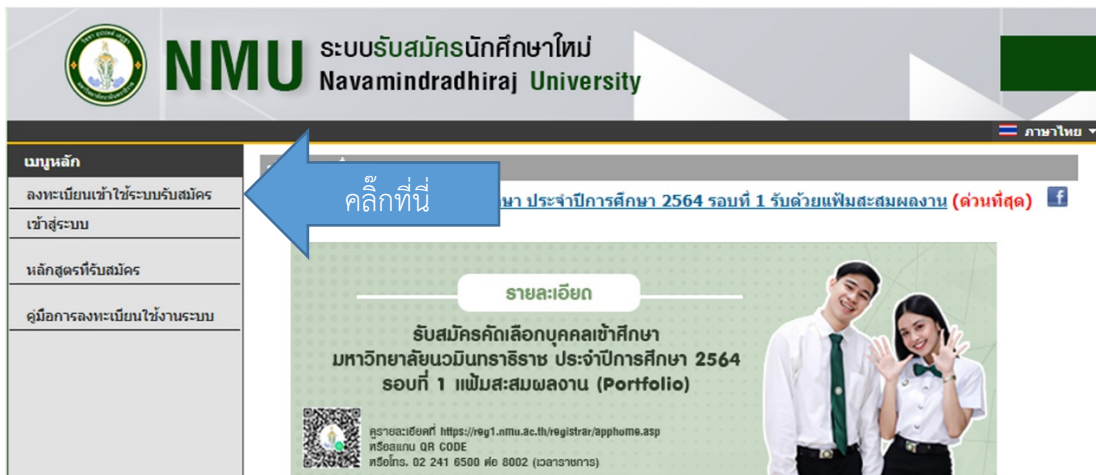 NMU
ระบบรับสมัครนักศึกษาใหม่
Navamindradhiraj University
ภาษาไทย
เมนูหลัก
ลงทะเบียนเข้าใช้ระบบรับสมัคร
เข้าสู่ระบบ
หลักสูตรที่รับสมัคร
คู่มือการลงทะเบียนใช้งานระบบ
คลิ๊กที่นี่
ประจำปีการศึกษา 2564 รอบที่ 1 รับด้วยแฟ้มสะสมผลงาน (ด่วนที่สุด)
รายละเอียด
รับสมัครคัดเลือกบุคคลเข้าศึกษา
มหาวิทยาลัยนวมินทราธิราช ประจำปีการศึกษา 2564
รอบที่ 1 แฟ้มสะสมผลงาน (Portfolio)
ดูรายละเอียดที่ https://reg1.nmu.ac.th/registrar/apphome.asp
หรือสแกน QR CODE
หรือโทร. 02 241 6500 ต่อ 8002 (เวลาราชการ)